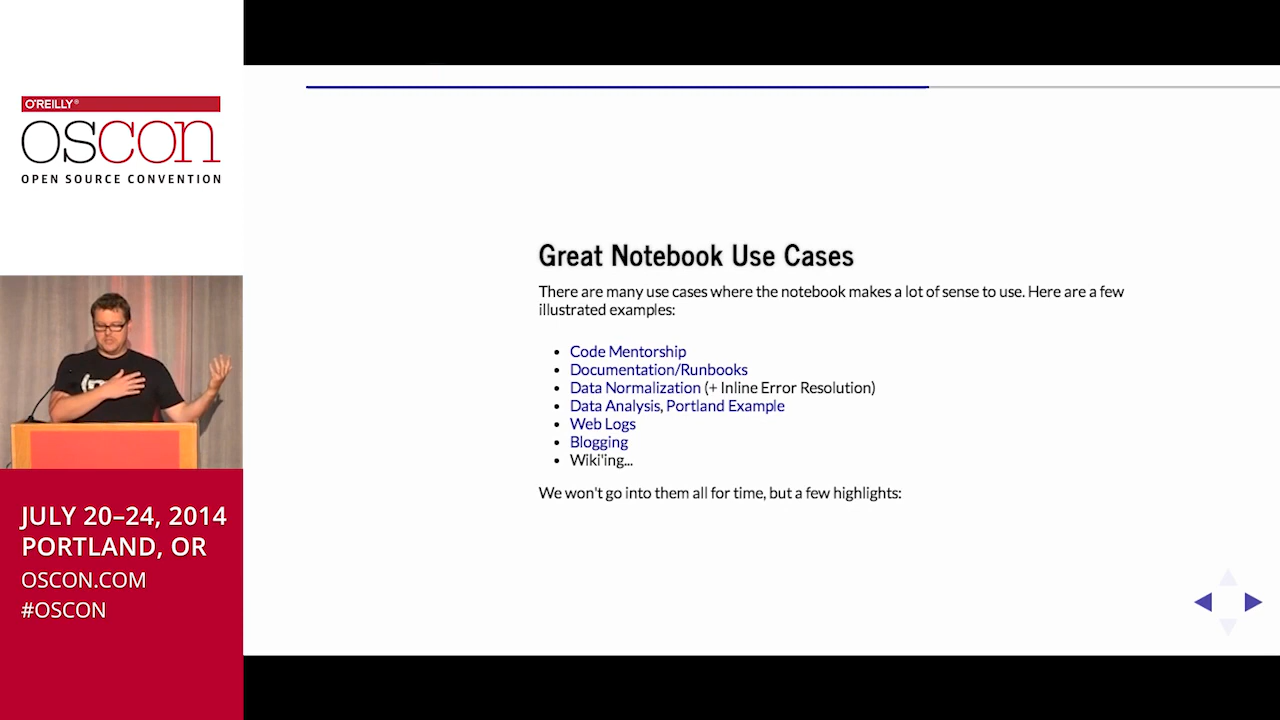 O'REILLY®
OSCON
OPEN SOURCE CONVENTION
JULY 20–24, 2014
PORTLAND, OR
OSCON.COM
#OSCON
Great Notebook Use Cases
There are many use cases where the notebook makes a lot of sense to use. Here are a few
illustrated examples:
• Code Mentorship
• Documentation/Runbooks
• Data Normalization (+ Inline Error Resolution)
• Data Analysis, Portland Example
• Web Logs
• Blogging
• Wiki'ing...
We won't go into them all for time, but a few highlights: